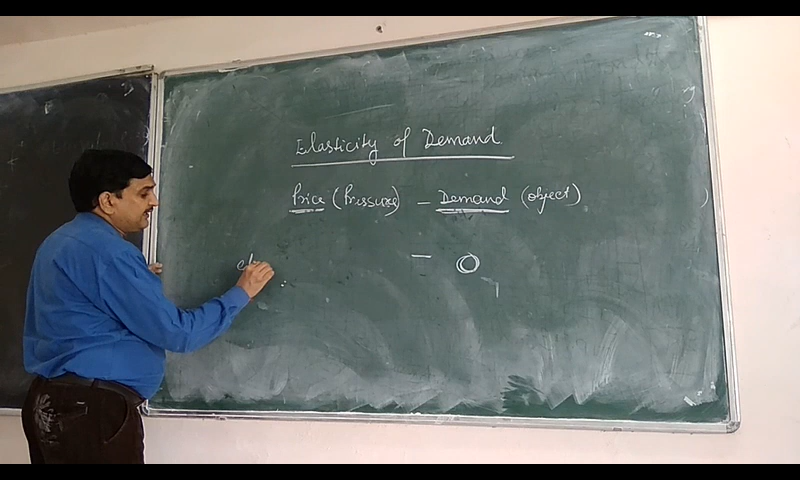 Elasticity of Demand
Price (Pressure) - Demand (object)
- O